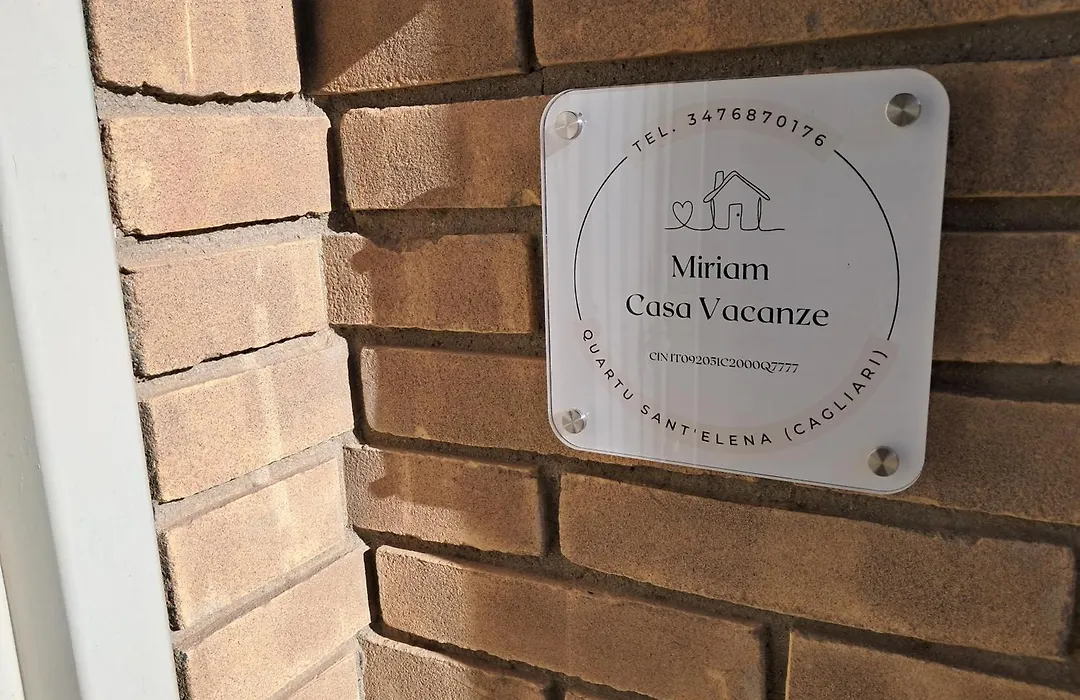 TEL. 3476870176
Miriam
Casa Vacanze
CIN IT092051C2000Q7777
QUARTU SANT'ELENA (CAGLIARI)